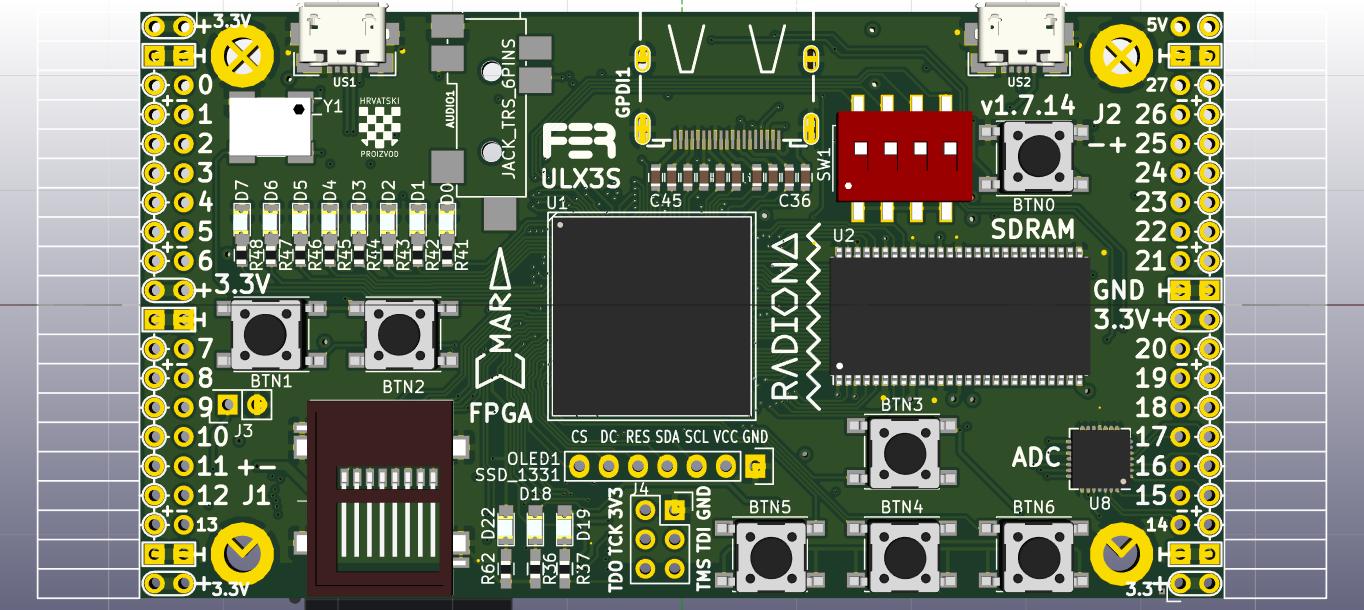 +3.3V
0
1
2
3
4
5
6
+3.3V
7
8
9
10
11 +-
12 J1
13
+3.3V
US1
Y1
HRVATSKI
PROIZVOD
AUDIO1
JACK_TRS_6PINS
GPDI1
FER
ULX3S
U1
C45
C36
SW1
US2
v1.7.14
BTN0
SDRAM
U2
5V
27
J2 26
-+ 25
24
23
22
21
GND
3.3V+
20
19
18
17
16
15
14
3.3+
D7
D6
D5
D4
D3
D2
D1
D0
R48
R47
R46
R45
R44
R43
R42
R41
BTN1
BTN2
J3
MARD
FPGA
RADIONA
CS DC RES SDA SCL VCC GND
OLED1
SSD_1331
D18
D22
D19
R62
R36
R37
J4
TDO TCK 3V3
TMS TDI GND
BTN3
BTN5
BTN4
BTN6
ADC
U8